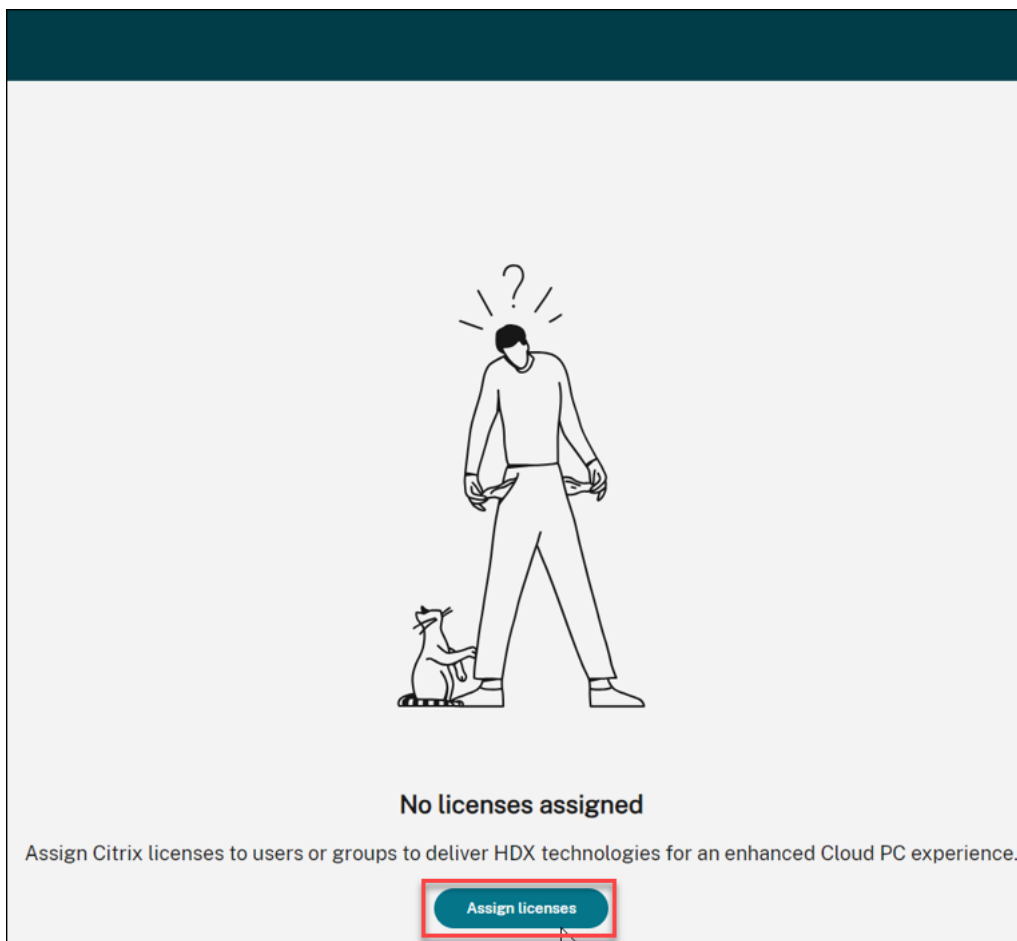 ?
No licenses assigned
Assign Citrix licenses to users or groups to deliver HDX technologies for an enhanced Cloud PC experience.
Assign licenses